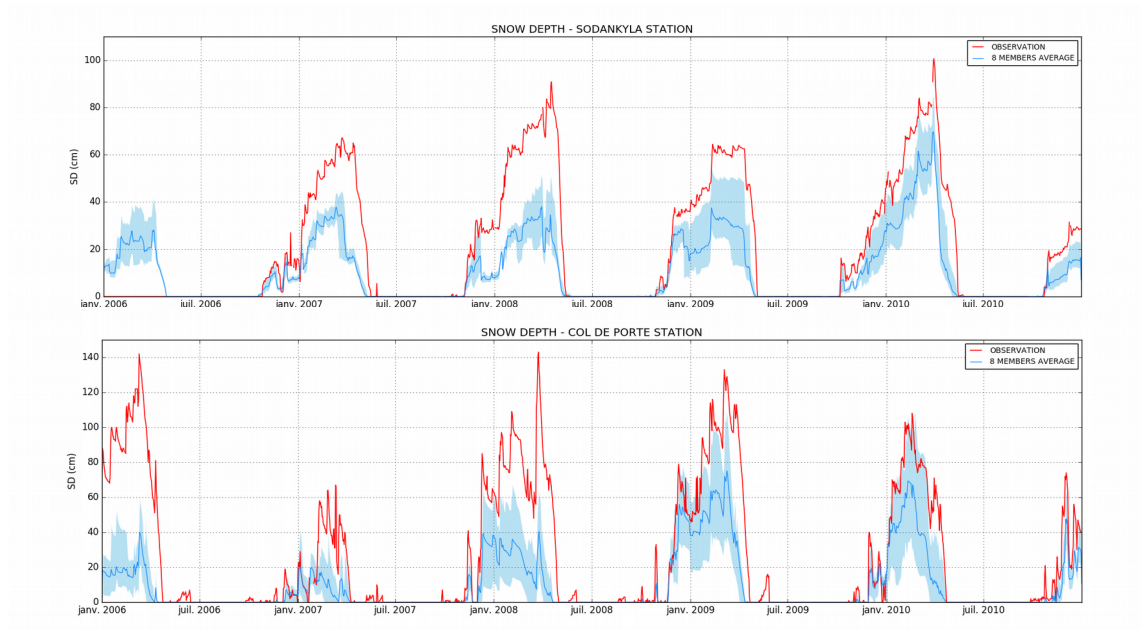 SNOW DEPTH - SODANKYLA STATION
OBSERVATION
8 MEMBERS AVERAGE
100
80
60
40
20
0
SD (cm)
janv. 2006 juil. 2006 janv. 2007 juil. 2007 janv. 2008 juil. 2008 janv. 2009 juil. 2009 janv. 2010 juil. 2010
SNOW DEPTH - COL DE PORTE STATION
OBSERVATION
8 MEMBERS AVERAGE
140
120
100
80
60
40
20
0
SD (cm)
janv. 2006 juil. 2006 janv. 2007 juil. 2007 janv. 2008 juil. 2008 janv. 2009 juil. 2009 janv. 2010 juil. 2010